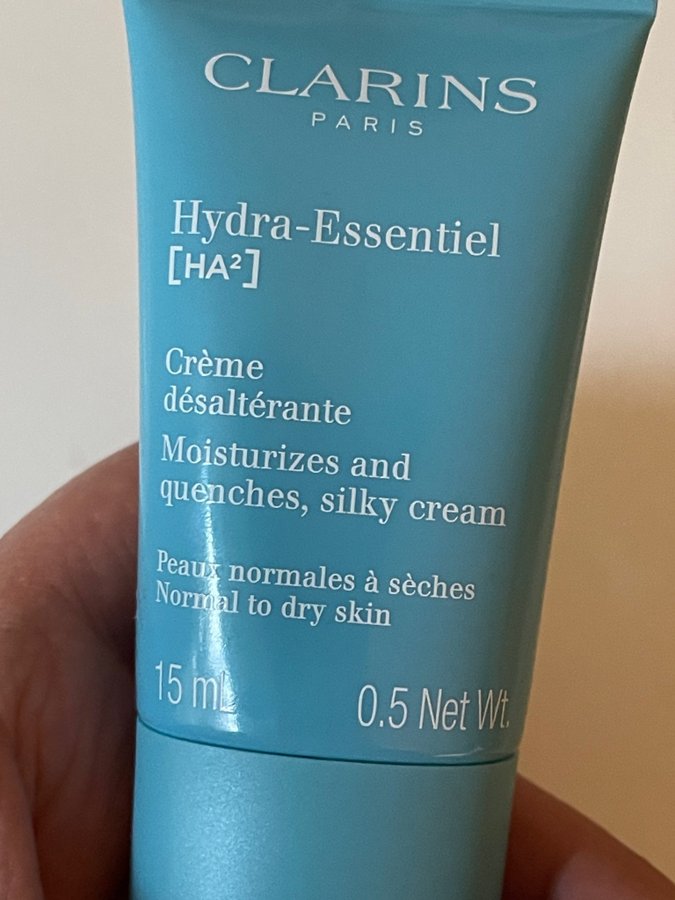 CLARINS
PARIS
Hydra-Essentiel
[HA²]
Crème
désaltérante
Moisturizes and
quenches, silky cream
Peaux normales à sèches
Normal to dry skin
15 mL 0.5 Net Wt.